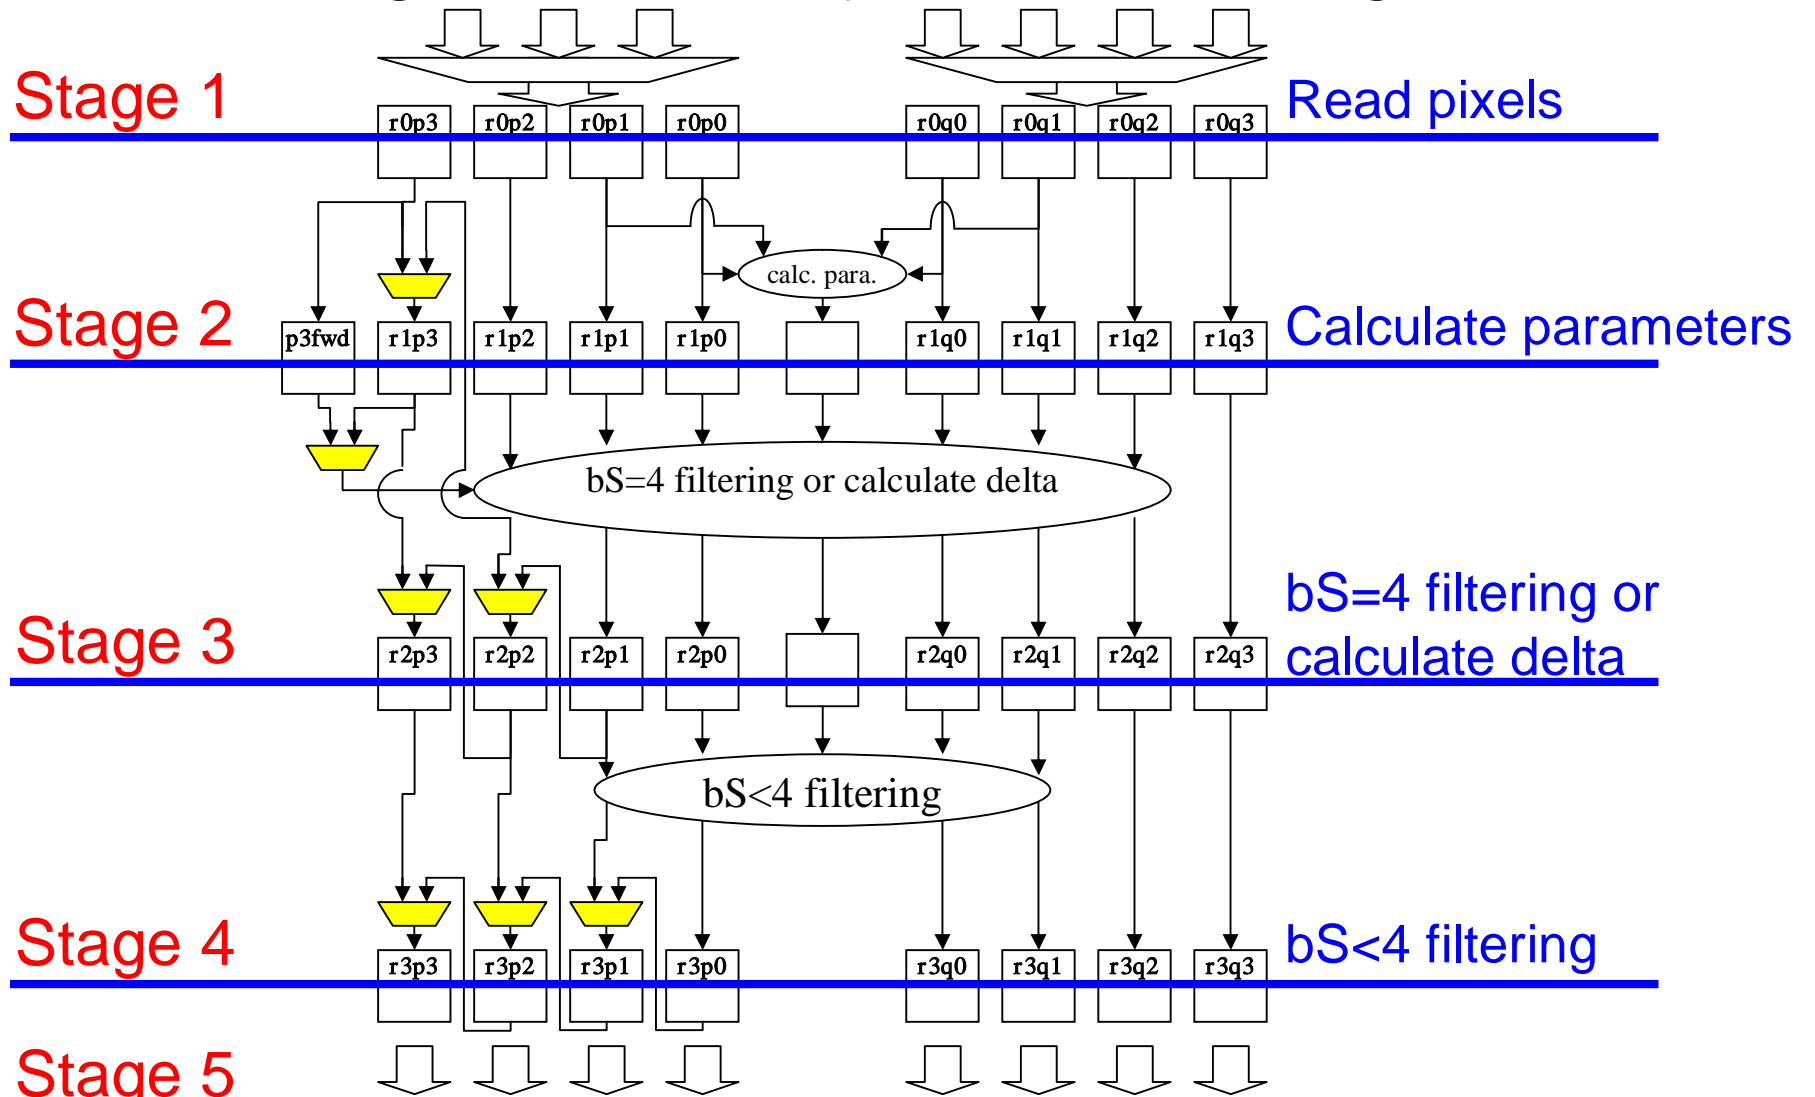 Stage 1
r0p3 r0p2 r0p1 r0p0 r0q0 r0q1 r0q2 r0q3
Read pixels
calc. para.
Stage 2
p3fwd r1p3 r1p2 r1p1 r1p0 r1q0 r1q1 r1q2 r1q3
Calculate parameters
bS=4 filtering or calculate delta
Stage 3
r2p3 r2p2 r2p1 r2p0 r2q0 r2q1 r2q2 r2q3
bS=4 filtering or
calculate delta
bS<4 filtering
Stage 4
r3p3 r3p2 r3p1 r3p0 r3q0 r3q1 r3q2 r3q3
bS<4 filtering
Stage 5